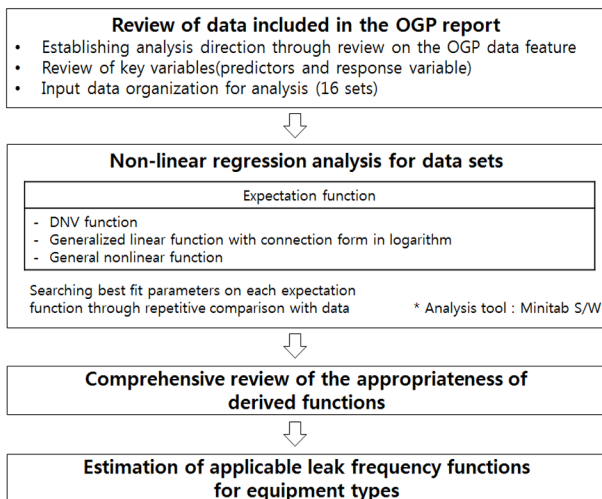 Review of data included in the OGP report
• Establishing analysis direction through review on the OGP data feature
• Review of key variables(predictors and response variable)
• Input data organization for analysis (16 sets)
Non-linear regression analysis for data sets
Expectation function
- DNV function
- Generalized linear function with connection form in logarithm
- General nonlinear function
Searching best fit parameters on each expectation
function through repetitive comparison with data
* Analysis tool : Minitab S/W
Comprehensive review of the appropriateness of
derived functions
Estimation of applicable leak frequency functions
for equipment types